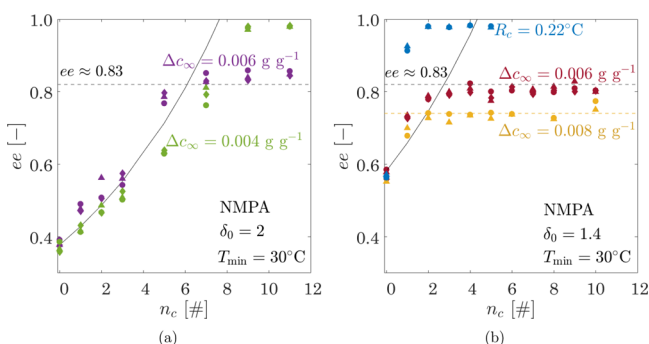 ee [−]
1
0.8
0.6
0.4
ee ≈ 0.83
Δc∞ = 0.006 g g⁻¹
Δc∞ = 0.004 g g⁻¹
NMPA
δ₀ = 2
Tmin = 30°C
0 2 4 6 8 10 12
nc [#]
(a)
ee [−]
1
0.8
0.6
0.4
Rc = 0.22°C
ee ≈ 0.83
Δc∞ = 0.006 g g⁻¹
Δc∞ = 0.008 g g⁻¹
NMPA
δ₀ = 1.4
Tmin = 30°C
0 2 4 6 8 10 12
nc [#]
(b)